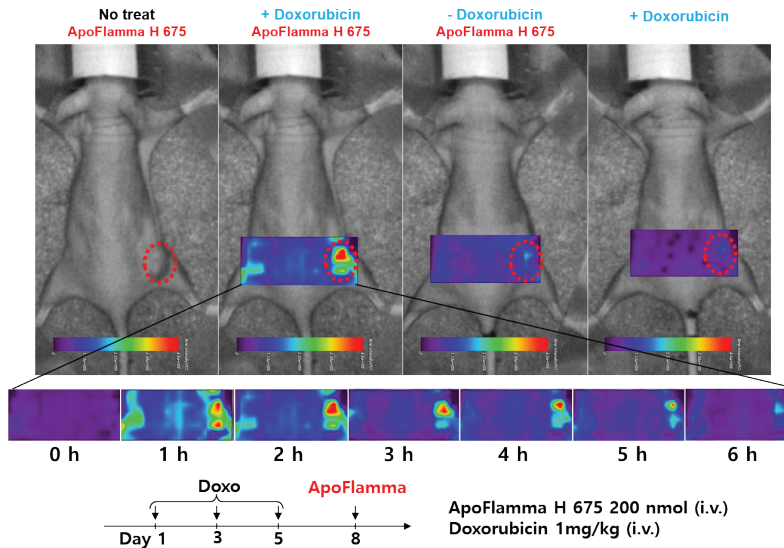 No treat
ApoFlamma H 675
+ Doxorubicin
ApoFlamma H 675
- Doxorubicin
ApoFlamma H 675
+ Doxorubicin
0 h
1 h
2 h
3 h
4 h
5 h
6 h
Doxo
ApoFlamma
Day 1
3
5
8
ApoFlamma H 675 200 nmol (i.v.)
Doxorubicin 1mg/kg (i.v.)